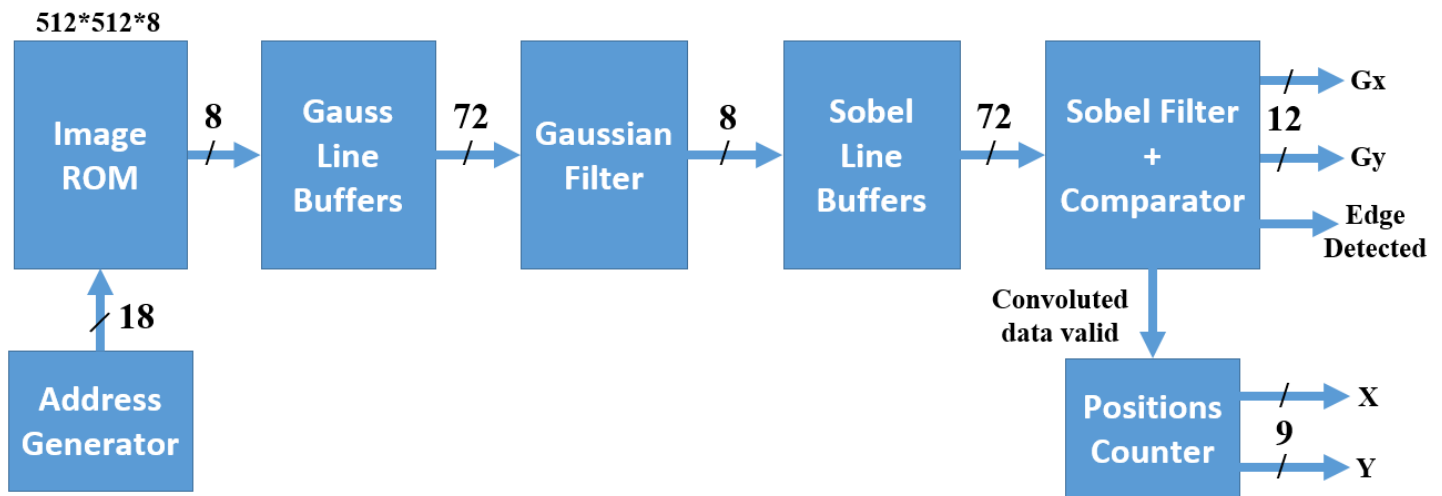 512*512*8
Image
ROM
8
Gauss
Line
Buffers
72
Gaussian
Filter
8
Sobel
Line
Buffers
72
Sobel Filter
+
Comparator
Gx
12
Gy
Edge
Detected
18
Address
Generator
Convoluted
data valid
Positions
Counter
X
9
Y